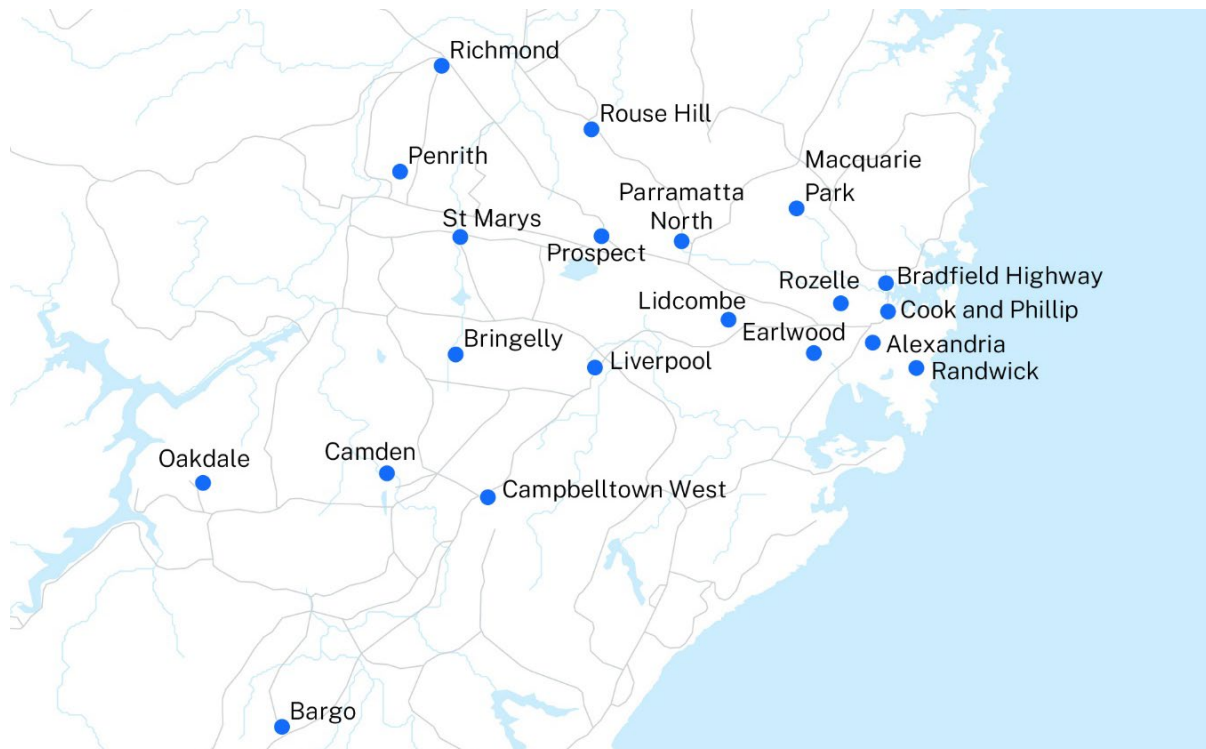 Richmond
Rouse Hill
Penrith
Macquarie
Park
Parramatta
North
St Marys
Prospect
Bradfield Highway
Rozelle
Lidcombe
Cook and Phillip
Earlwood
Alexandria
Bringelly
Liverpool
Randwick
Oakdale
Camden
Campbelltown West
Bargo